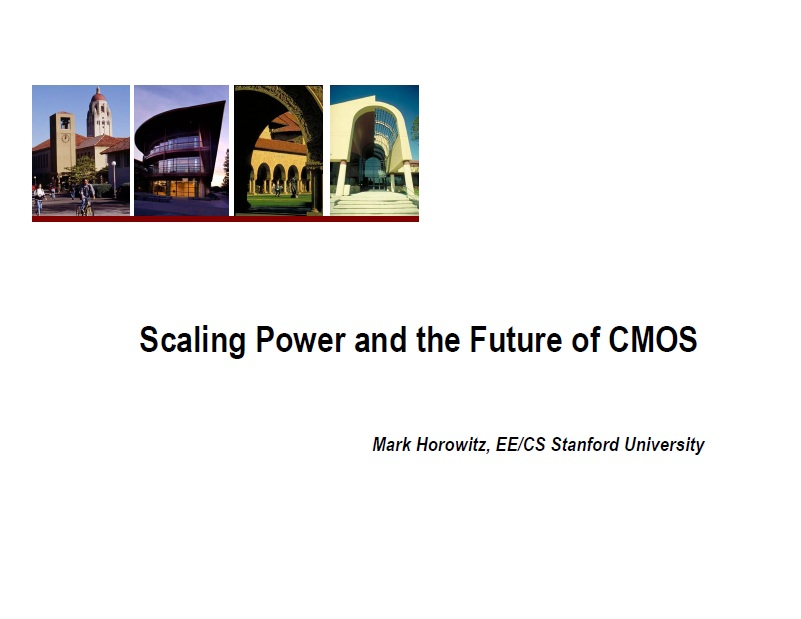 Scaling Power and the Future of CMOS
Mark Horowitz, EE/CS Stanford University